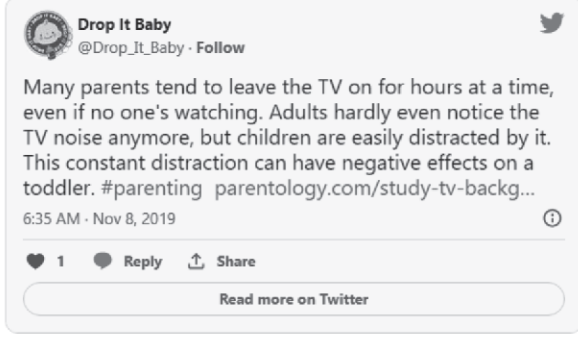 Drop It Baby
@Drop_It_Baby · Follow
Many parents tend to leave the TV on for hours at a time,
even if no one's watching. Adults hardly even notice the
TV noise anymore, but children are easily distracted by it.
This constant distraction can have negative effects on a
toddler. #parenting parentology.com/study-tv-backg...
6:35 AM · Nov 8, 2019
1 Reply Share
Read more on Twitter